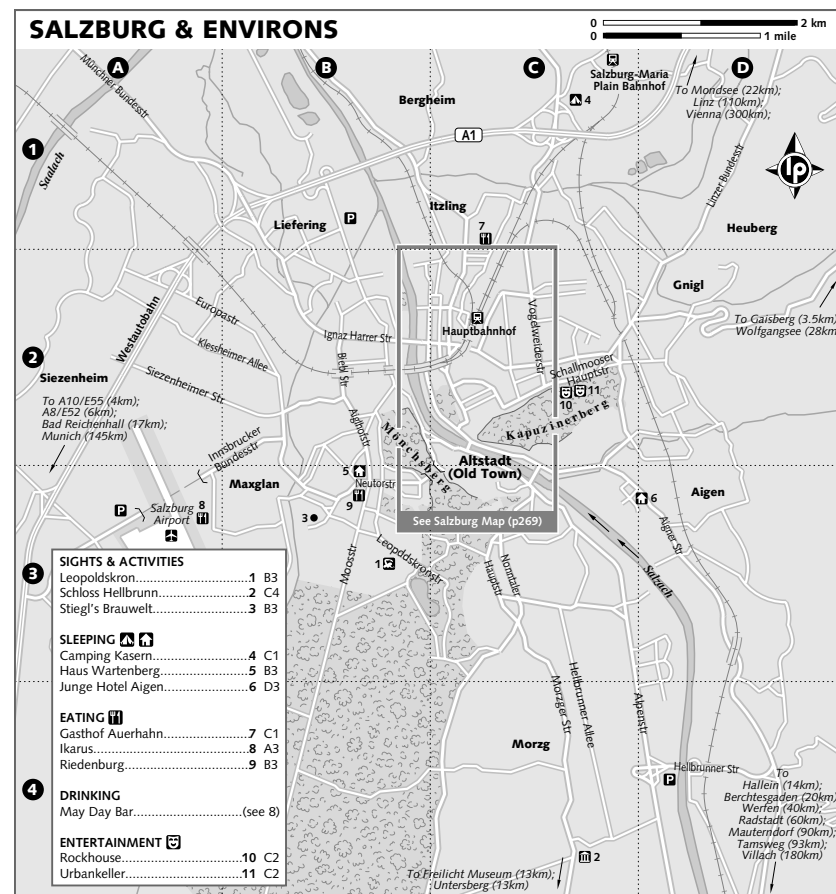 SALZBURG & ENVIRONS
0 2 km
0 1 mile
A
B
C
D
Münchner Bundesstr
Bergheim
Salzburg-Maria
Plain Bahnhof
4
To Mondsee (22km);
Linz (110km);
Vienna (300km);
A1
1
lp
Saalach
Linzer Bundesstr
Itzling
Liefering
P
7
Heuberg
Gnigl
Westautobahn
Europastr
Klessheimer Allee
Ignaz Harrer Str
Hauptbahnhof
Vogelweiderstr
To Gaisberg (3.5km)
Wolfgangsee (28km)
2
Siezenheim
Siezenheimer Str
Biebl Str
Schallmooser
Hauptstr
11
10
To A10/E55 (4km);
A8/E52 (6km);
Bad Reichenhall (17km);
Munich (145km)
Aiglhofstr
Kapuzinerberg
Innsbrucker
Bundesstr
Mönchsberg
Altstadt
(Old Town)
Maxglan
5
Neutorstr
9
6
Aigen
P
Salzburg
Airport
8
3
See Salzburg Map (p269)
Aigner Str
Moosstr
1
Leopoldskronstr
Nonntaler
Hauptstr
Salzach
3
SIGHTS & ACTIVITIES
Leopoldskron 1 B3
Schloss Hellbrunn 2 C4
Stiegl's Brauwelt 3 B3
SLEEPING
Camping Kasern 4 C1
Haus Wartenberg 5 B3
Junge Hotel Aigen 6 D3
EATING
Gasthof Auerhahn 7 C1
Ikarus 8 A3
Riedenburg 9 B3
4
DRINKING
May Day Bar (see 8)
ENTERTAINMENT
Rockhouse 10 C2
Urbankeller 11 C2
Morzger Str
Hellbrunner Allee
Alpenstr
Morzg
Hellbrunner Str
P
To
Hallein (14km);
Berchtesgaden (20km)
Werfen (40km);
Radstadt (60km);
Mauterndorf (90km);
Tamsweg (93km);
Villach (180km)
2
To Freilicht Museum (13km);
Untersberg (13km)